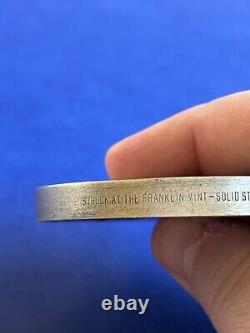 STRUCK AT THE FRANKLIN MINT – SOLID ST
ebay